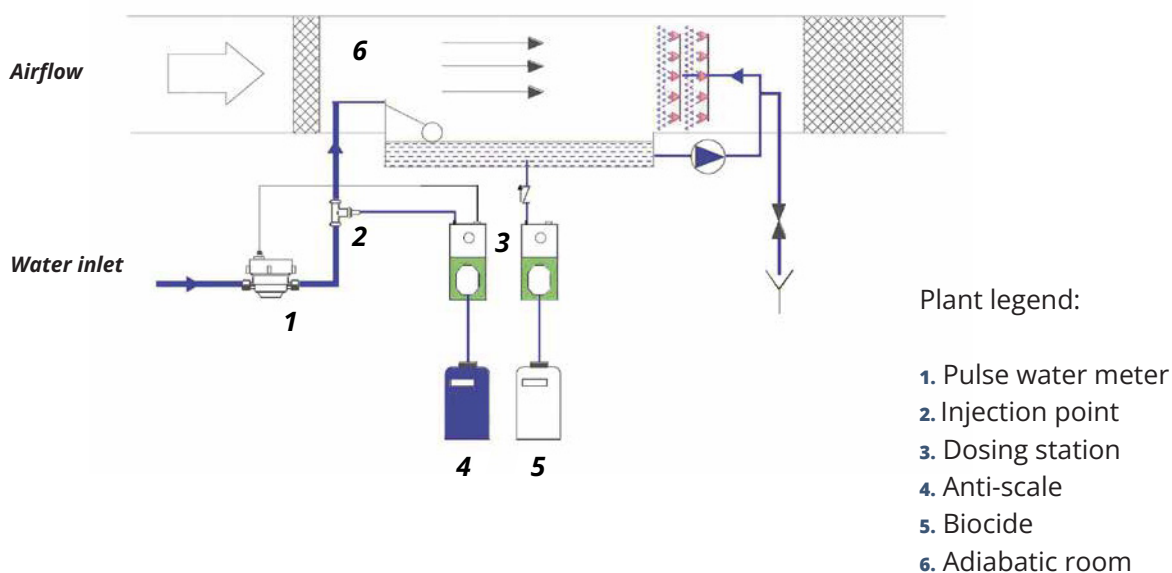 6
Airflow
2
3
Water inlet
1
Plant legend:
1. Pulse water meter
2. Injection point
3. Dosing station
4. Anti-scale
4 5
5. Biocide
6. Adiabatic room